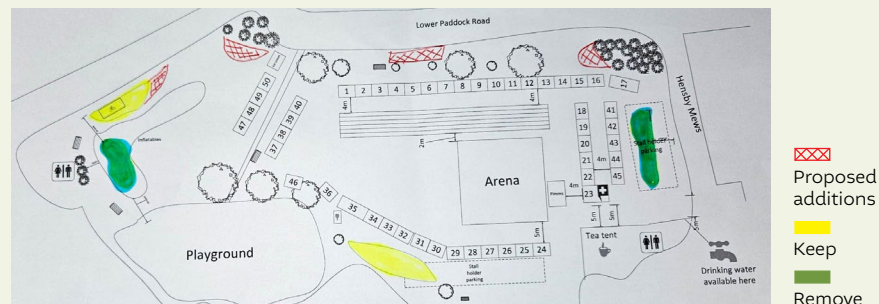 Lower Paddock Road
Hensby Mews
50
49
48
47
40
39
38
37
1 2 3 4 5 6 7 8 9 10 11 12 13 14 15 16 17
4m
4m
2m
18 41
19 42
20 43
21 4m 44
22 45
23
Stall holder
parking
Inflatables
Arena
4m
46
36
35
34 33 32 31 30
29 28 27 26 25 24
5m
5m
5m
5m
Playground
Stall
holder
parking
Tea tent
Drinking water
available here
Proposed
additions
Keep
Remove